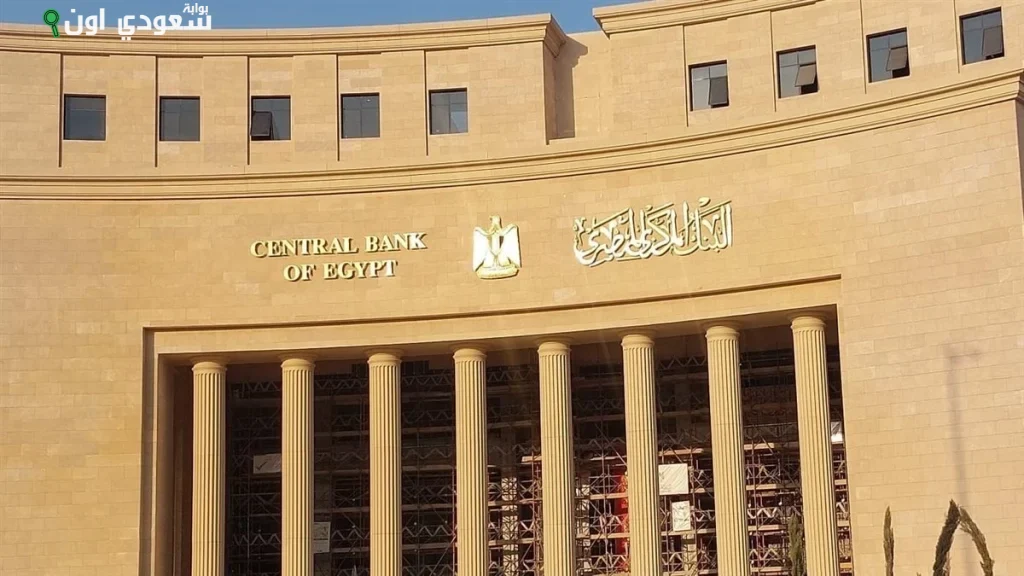 بوابة
سعودي اون
CENTRAL BANK
OF EGYPT
البنك المركزي المصري